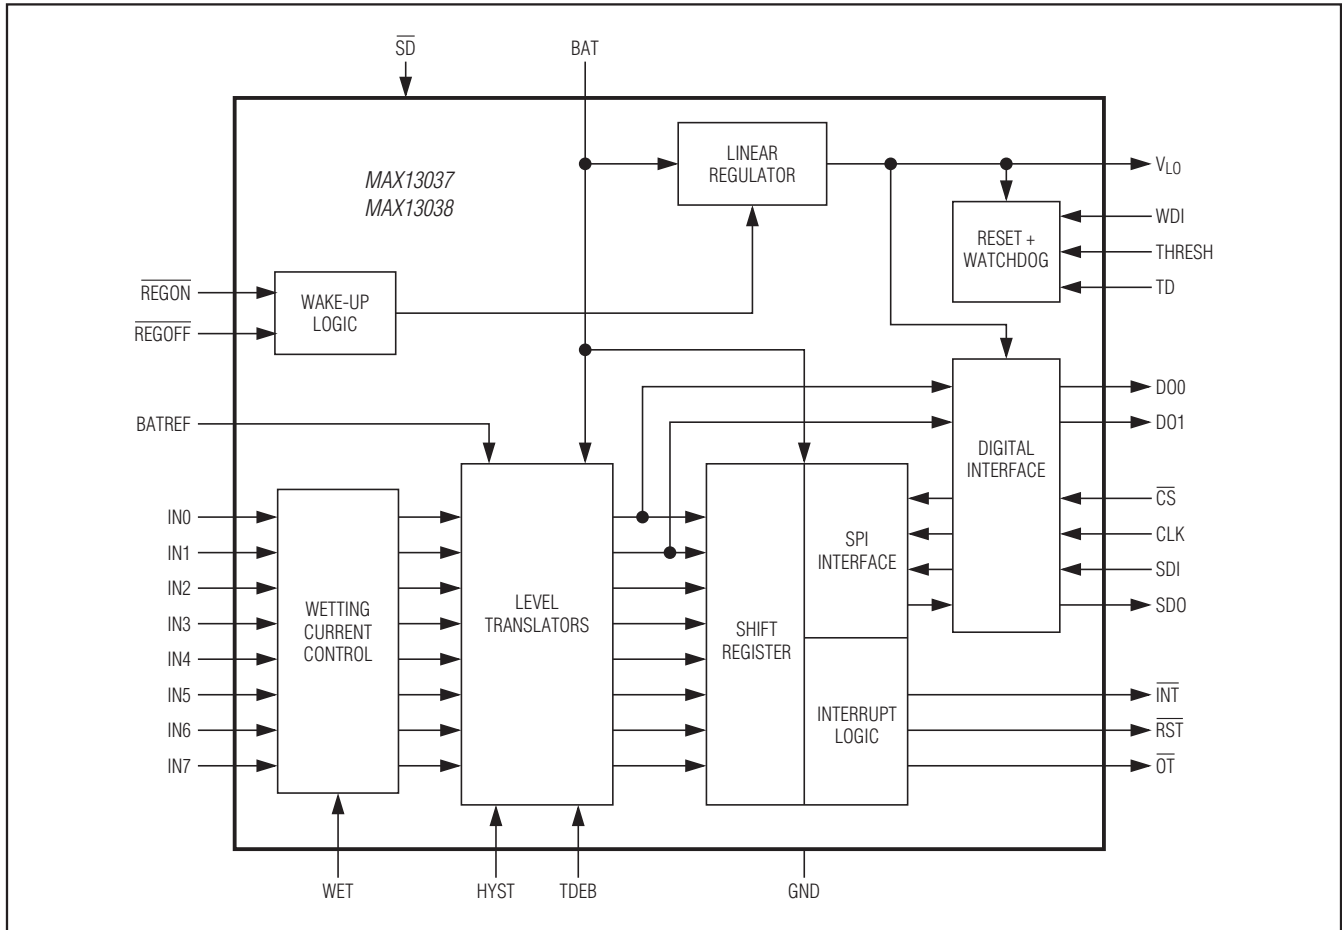 SD
BAT
MAX13037
MAX13038
LINEAR
REGULATOR
VLO
WDI
RESET +
WATCHDOG
THRESH
TD
REGON
WAKE-UP
LOGIC
REGOFF
BATREF
DO0
DO1
DIGITAL
INTERFACE
CS
CLK
SDI
SDO
IN0
IN1
IN2
IN3
IN4
IN5
IN6
IN7
WETTING
CURRENT
CONTROL
LEVEL
TRANSLATORS
SHIFT
REGISTER
SPI
INTERFACE
INTERRUPT
LOGIC
INT
RST
OT
WET
HYST
TDEB
GND